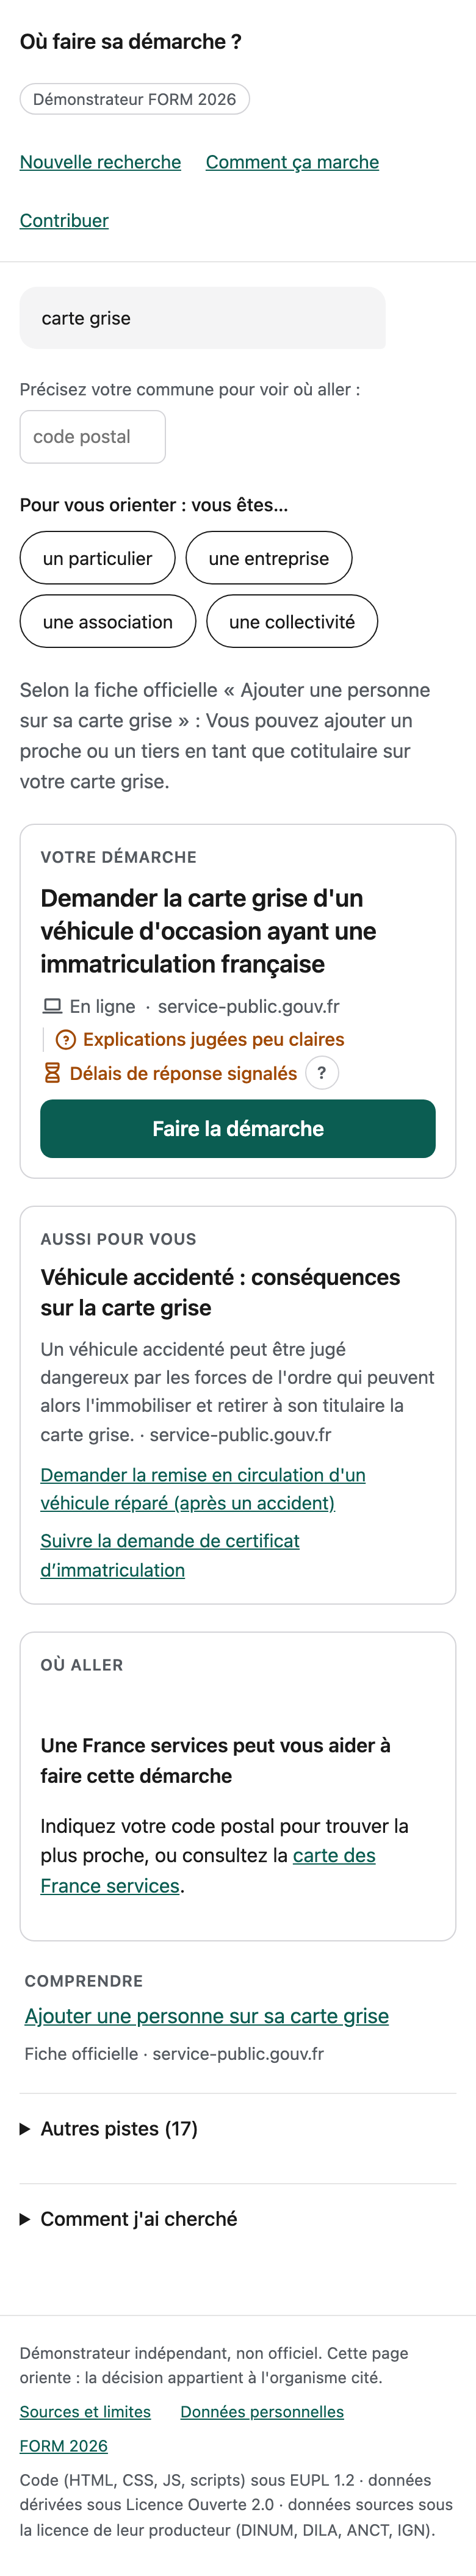 Où faire sa démarche ?
Démonstrateur FORM 2026
Nouvelle recherche Comment ça marche
Contribuer
carte grise
Précisez votre commune pour voir où aller :
code postal
Pour vous orienter : vous êtes...
un particulier une entreprise
une association une collectivité
Selon la fiche officielle « Ajouter une personne
sur sa carte grise » : Vous pouvez ajouter un
proche ou un tiers en tant que cotitulaire sur
votre carte grise.
VOTRE DÉMARCHE
Demander la carte grise d'un
véhicule d'occasion ayant une
immatriculation française
En ligne · service-public.gouv.fr
Explications jugées peu claires
Délais de réponse signalés ?
Faire la démarche
AUSSI POUR VOUS
Véhicule accidenté : conséquences
sur la carte grise
Un véhicule accidenté peut être jugé
dangereux par les forces de l'ordre qui peuvent
alors l'immobiliser et retirer à son titulaire la
carte grise. · service-public.gouv.fr
Demander la remise en circulation d'un
véhicule réparé (après un accident)
Suivre la demande de certificat
d’immatriculation
OÙ ALLER
Une France services peut vous aider à
faire cette démarche
Indiquez votre code postal pour trouver la
plus proche, ou consultez la carte des
France services.
COMPRENDRE
Ajouter une personne sur sa carte grise
Fiche officielle · service-public.gouv.fr
Autres pistes (17)
Comment j'ai cherché
Démonstrateur indépendant, non officiel. Cette page
oriente : la décision appartient à l'organisme cité.
Sources et limites Données personnelles
FORM 2026
Code (HTML, CSS, JS, scripts) sous EUPL 1.2 · données
dérivées sous Licence Ouverte 2.0 · données sources sous
la licence de leur producteur (DINUM, DILA, ANCT, IGN).